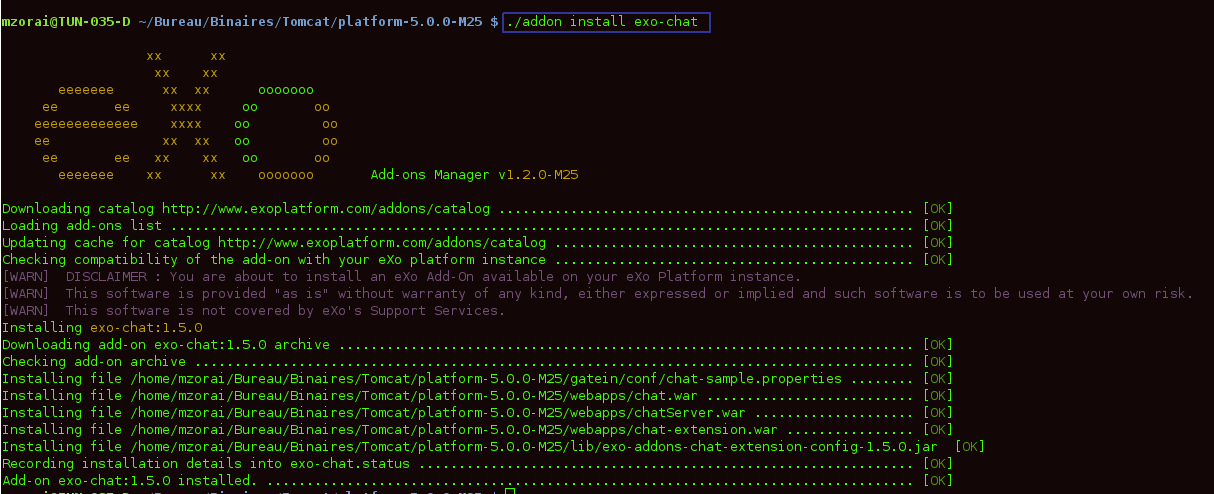 mzorai@TUN-035-D ~/Bureau/Binaires/Tomcat/platform-5.0.0-M25 $ ./addon install exo-chat
xx      xx
xx    xx
eeeeeee      xx  xx      ooooooo
ee       ee     xxxx     oo       oo
eeeeeeeeeeeee    xxxx    oo         oo
ee              xx  xx   oo         oo
ee       ee   xx    xx   oo       oo
eeeeeee    xx      xx    ooooooo       Add-ons Manager v1.2.0-M25
Downloading catalog http://www.exoplatform.com/addons/catalog .................................................... [OK]
Loading add-ons list ............................................................................................. [OK]
Updating cache for catalog http://www.exoplatform.com/addons/catalog ............................................. [OK]
Checking compatibility of the add-on with your eXo platform instance ............................................. [OK]
[WARN]  DISCLAIMER : You are about to install an eXo Add-On available on your eXo Platform instance.
[WARN]  This software is provided "as is" without warranty of any kind, either expressed or implied and such software is to be used at your own risk.
[WARN]  This software is not covered by eXo's Support Services.
Installing exo-chat:1.5.0
Downloading add-on exo-chat:1.5.0 archive ........................................................................ [OK]
Checking add-on archive .......................................................................................... [OK]
Installing file /home/mzorai/Bureau/Binaires/Tomcat/platform-5.0.0-M25/gatein/conf/chat-sample.properties ........ [OK]
Installing file /home/mzorai/Bureau/Binaires/Tomcat/platform-5.0.0-M25/webapps/chat.war .......................... [OK]
Installing file /home/mzorai/Bureau/Binaires/Tomcat/platform-5.0.0-M25/webapps/chatServer.war .................... [OK]
Installing file /home/mzorai/Bureau/Binaires/Tomcat/platform-5.0.0-M25/webapps/chat-extension.war ................ [OK]
Installing file /home/mzorai/Bureau/Binaires/Tomcat/platform-5.0.0-M25/lib/exo-addons-chat-extension-config-1.5.0.jar  [OK]
Recording installation details into exo-chat.status .............................................................. [OK]
Add-on exo-chat:1.5.0 installed. ................................................................................. [OK]
mzorai@TUN-035-D ~/Bureau/Binaires/Tomcat/platform-5.0.0-M25 $